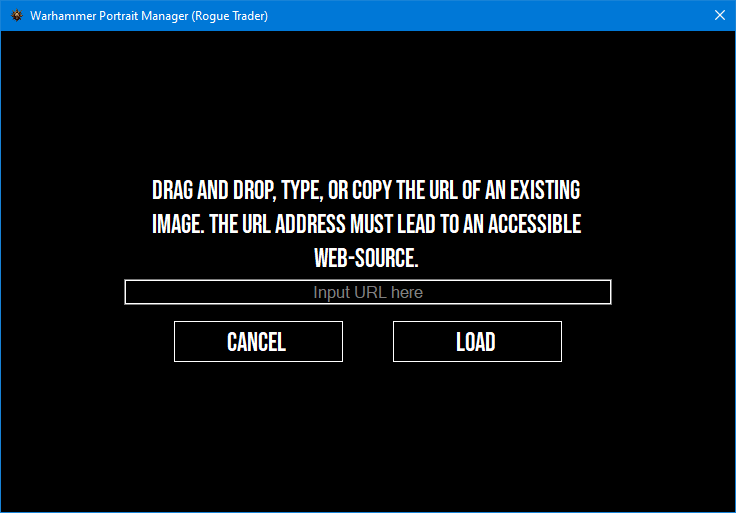 Warhammer Portrait Manager (Rogue Trader)
DRAG AND DROP, TYPE, OR COPY THE URL OF AN EXISTING
IMAGE. THE URL ADDRESS MUST LEAD TO AN ACCESSIBLE
WEB-SOURCE.
Input URL here
CANCEL
LOAD